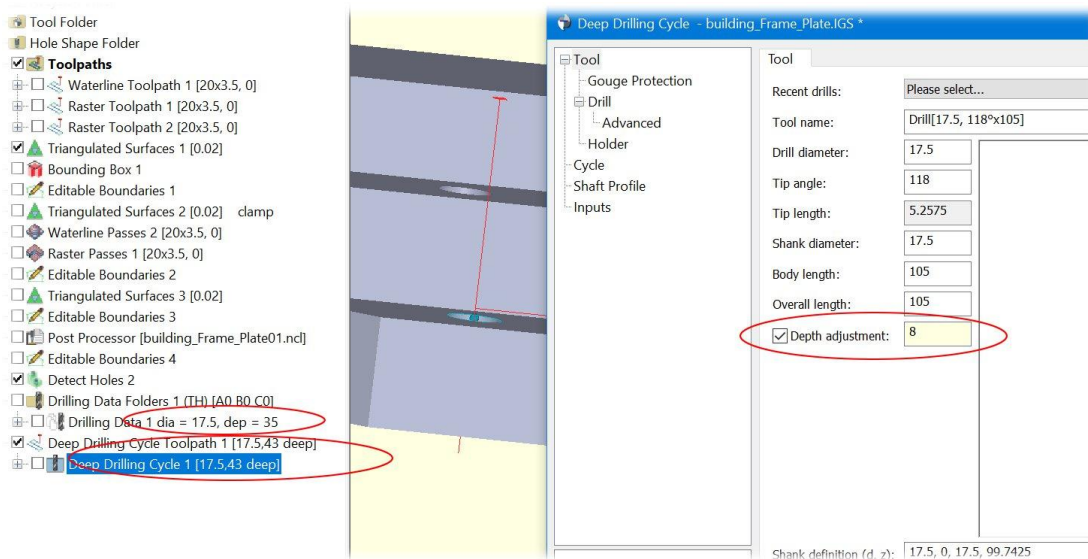 Tool Folder
Hole Shape Folder
Toolpaths
Waterline Toolpath 1 [20x3.5, 0]
Raster Toolpath 1 [20x3.5, 0]
Raster Toolpath 2 [20x3.5, 0]
Triangulated Surfaces 1 [0.02]
Bounding Box 1
Editable Boundaries 1
Triangulated Surfaces 2 [0.02] clamp
Waterline Passes 2 [20x3.5, 0]
Raster Passes 1 [20x3.5, 0]
Editable Boundaries 2
Triangulated Surfaces 3 [0.02]
Editable Boundaries 3
Post Processor [building_Frame_Plate01.ncl]
Editable Boundaries 4
Detect Holes 2
Drilling Data Folders 1 (TH) [A0 B0 C0]
Drilling Data 1 dia = 17.5, dep = 35
Deep Drilling Cycle Toolpath 1 [17.5,43 deep]
Deep Drilling Cycle 1 [17.5,43 deep]
Deep Drilling Cycle - building_Frame_Plate.IGS *
Tool
Gouge Protection
Drill
Advanced
Holder
Cycle
Shaft Profile
Inputs
Tool
Recent drills: Please select...
Tool name: Drill[17.5, 118°x105]
Drill diameter: 17.5
Tip angle: 118
Tip length: 5.2575
Shank diameter: 17.5
Body length: 105
Overall length: 105
Depth adjustment: 8
Shank definition (d, z): 17.5, 0, 17.5, 99.7425